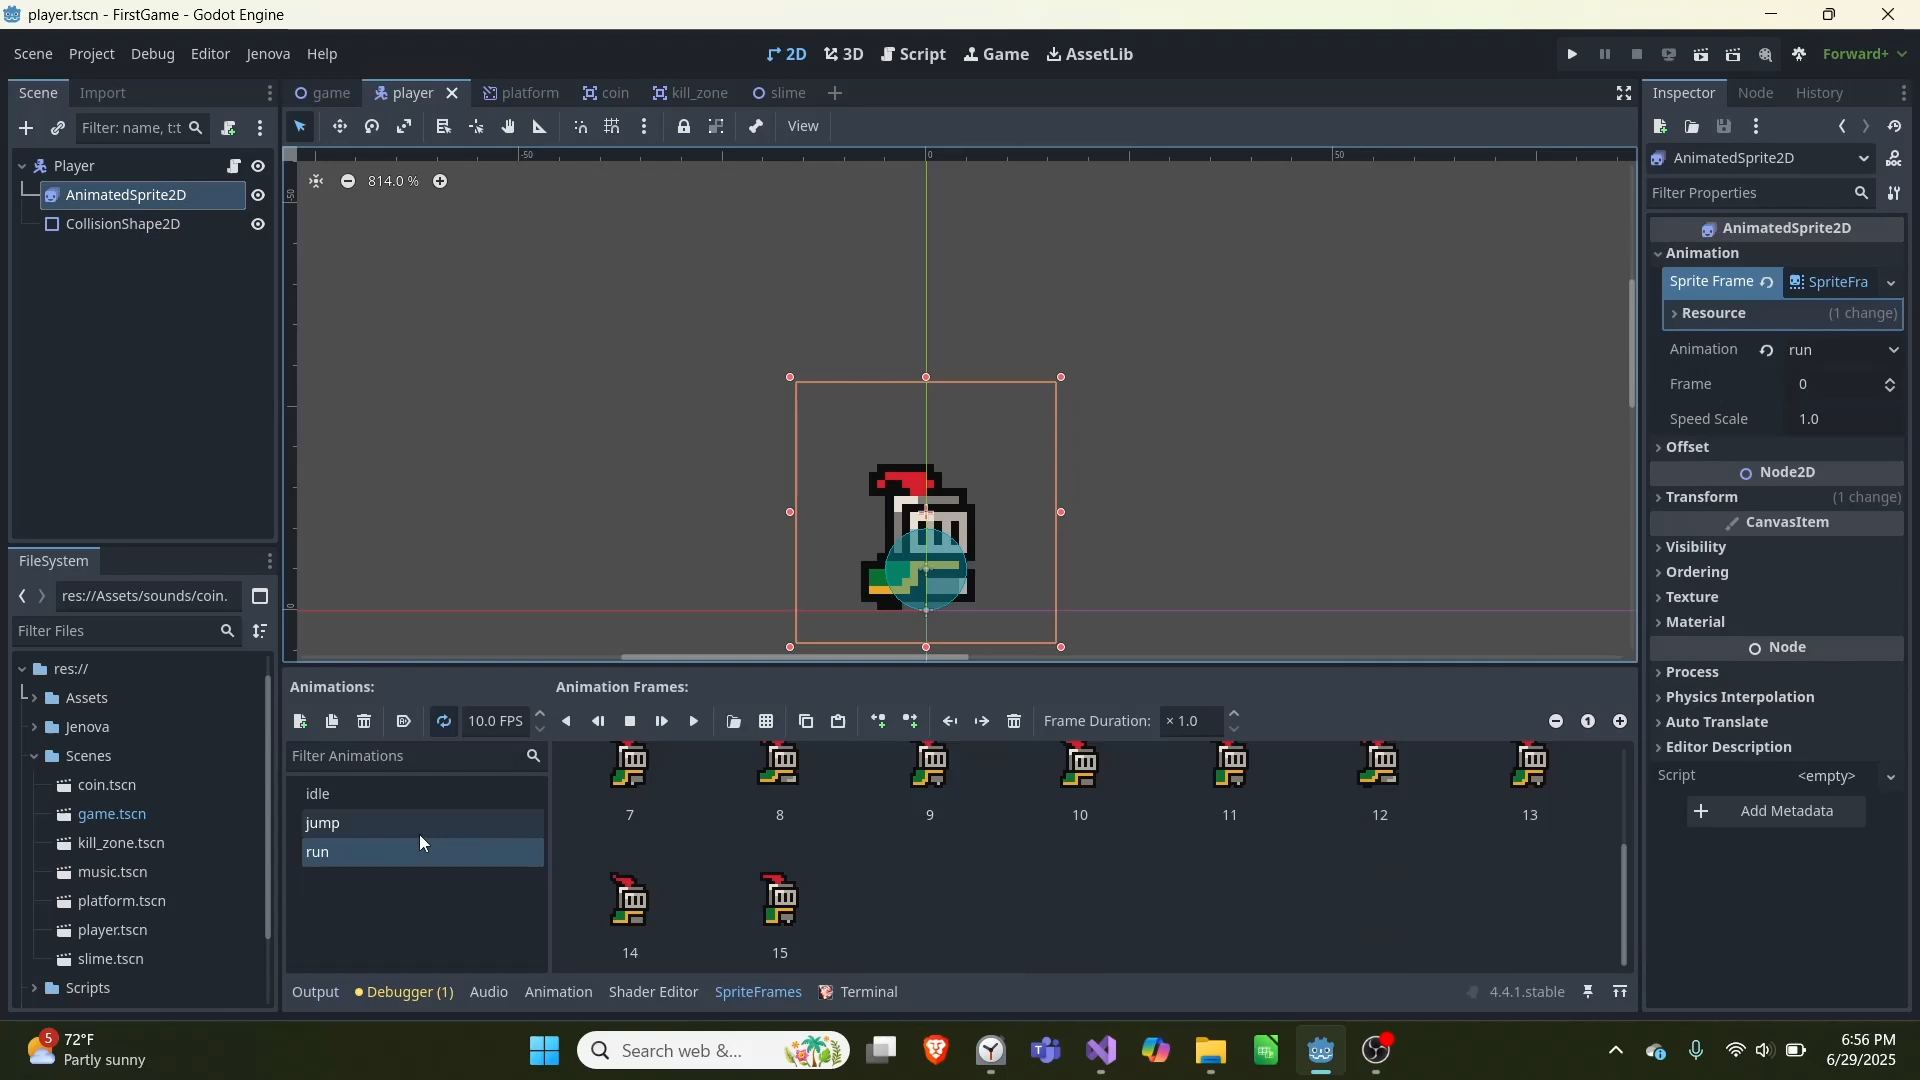 player.tscn - FirstGame - Godot Engine
Scene Project Debug Editor Jenova Help
2D 3D Script Game AssetLib
Forward+
Scene Import
game player platform coin kill_zone slime
Inspector Node History
Filter: name, t:t
View
Player
AnimatedSprite2D
CollisionShape2D
-50 0 50
-50
0
814.0 %
AnimatedSprite2D
Filter Properties
AnimatedSprite2D
Animation
Sprite Frame SpriteFra
Resource (1 change)
Animation run
Frame 0
Speed Scale 1.0
Offset
Node2D
Transform (1 change)
CanvasItem
Visibility
Ordering
Texture
Material
Node
Process
Physics Interpolation
Auto Translate
Editor Description
Script <empty>
Add Metadata
FileSystem
res://Assets/sounds/coin.
Filter Files
res://
Assets
Jenova
Scenes
coin.tscn
game.tscn
kill_zone.tscn
music.tscn
platform.tscn
player.tscn
slime.tscn
Scripts
Animations:
Animation Frames:
10.0 FPS
Frame Duration: × 1.0
Filter Animations
idle
jump
run
7 8 9 10 11 12 13
14 15
Output Debugger (1) Audio Animation Shader Editor SpriteFrames Terminal
4.4.1.stable
5
72°F
Partly sunny
Search web &...
6:56 PM
6/29/2025